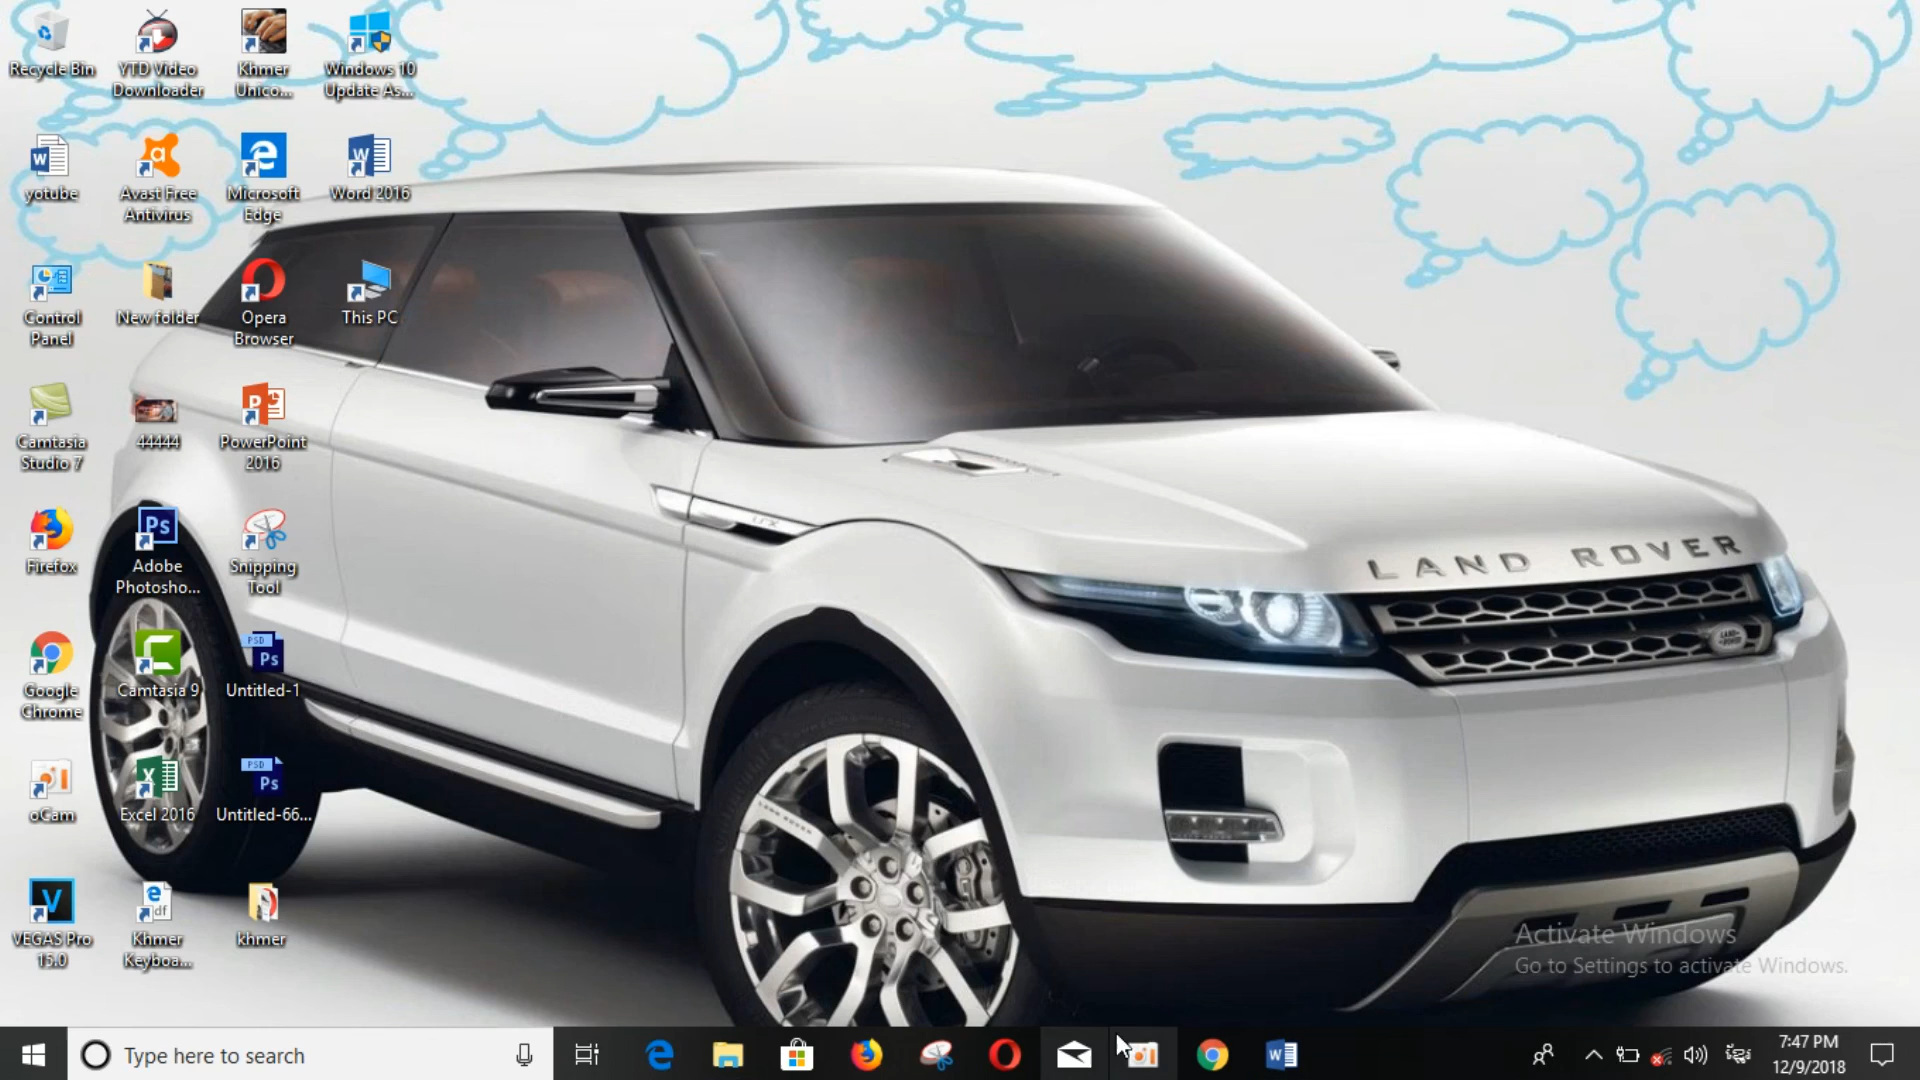 Recycle Bin
YTD Video
Downloader
Khmer
Unico...
Windows 10
Update As...
yotube
Avast Free
Antivirus
Microsoft
Edge
Word 2016
Control
Panel
New folder
Opera
Browser
This PC
Camtasia
Studio 7
44444
PowerPoint
2016
Firefox
Adobe
Photosho...
Snipping
Tool
Google
Chrome
Camtasia 9
Untitled-1
oCam
Excel 2016
Untitled-66...
VEGAS Pro
15.0
Khmer
Keyboa...
khmer
LAND ROVER
LAND ROVER
Activate Windows
Go to Settings to activate Windows.
Type here to search
7:47 PM
12/9/2018